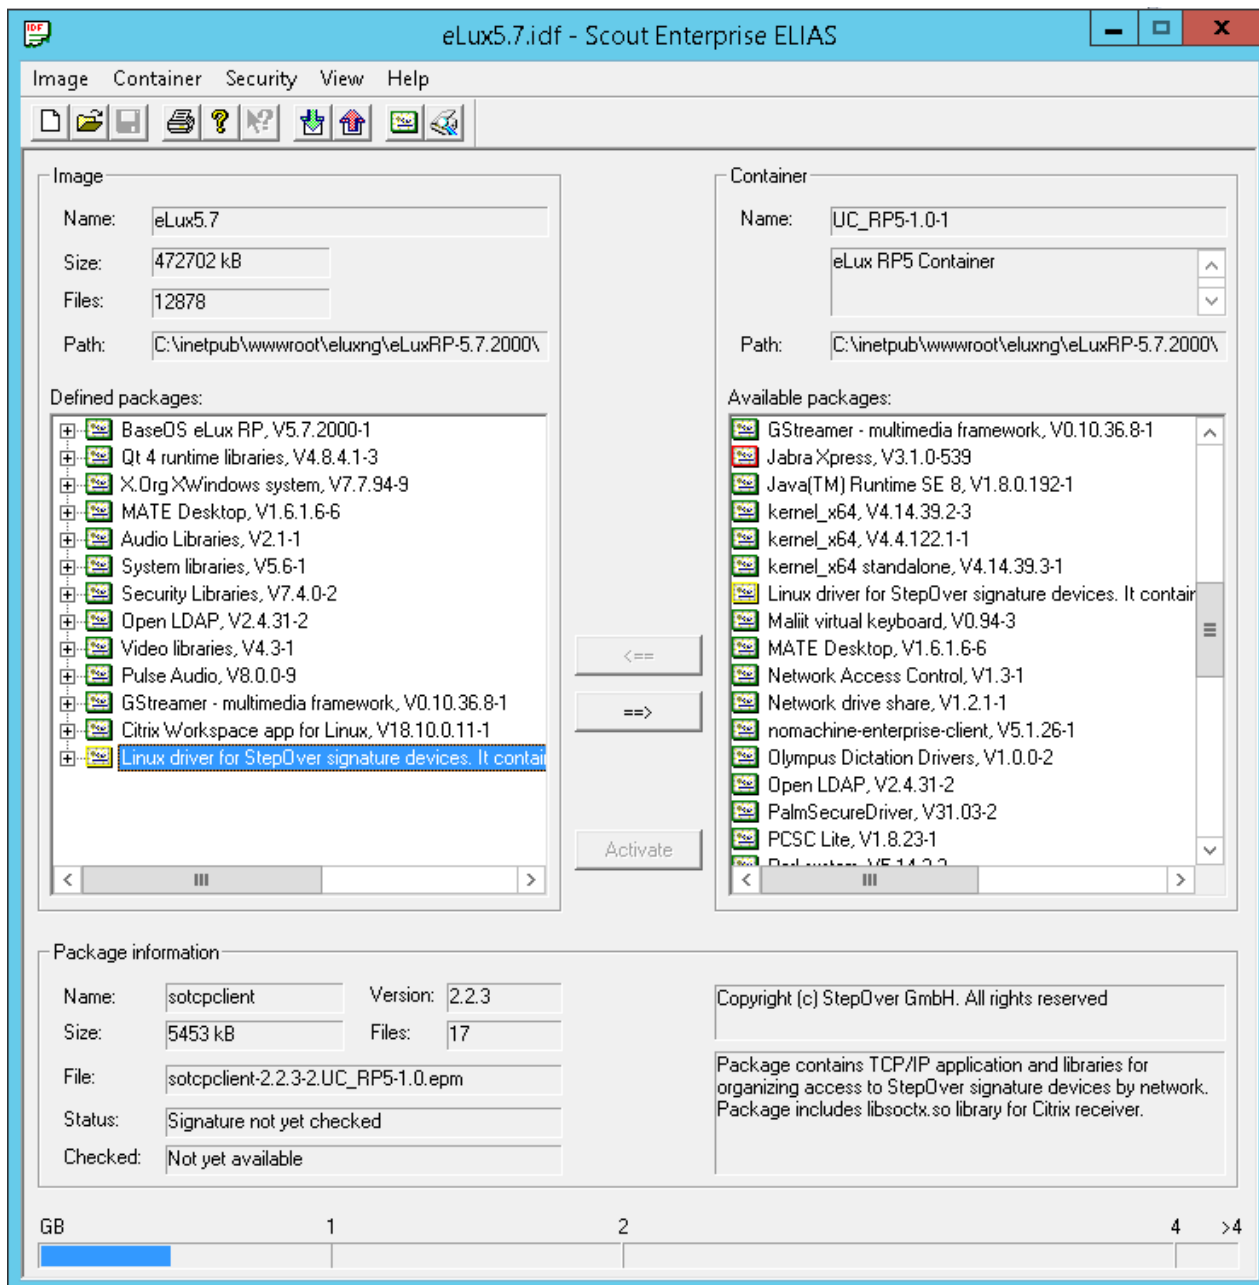 eLux5.7.idf - Scout Enterprise ELIAS
Image Container Security View Help
Image
Name: eLux5.7
Size: 472702 kB
Files: 12878
Path: C:\inetpub\wwwroot\eluxng\eLuxRP-5.7.2000\
Defined packages:
BaseOS eLux RP, V5.7.2000-1
Qt 4 runtime libraries, V4.8.4.1-3
X.Org XWindows system, V7.7.94-9
MATE Desktop, V1.6.1.6-6
Audio Libraries, V2.1-1
System libraries, V5.6-1
Security Libraries, V7.4.0-2
Open LDAP, V2.4.31-2
Video libraries, V4.3-1
Pulse Audio, V8.0.0-9
GStreamer - multimedia framework, V0.10.36.8-1
Citrix Workspace app for Linux, V18.10.0.11-1
Linux driver for StepOver signature devices. It contai
<==
==>
Activate
Container
Name: UC_RP5-1.0-1
eLux RP5 Container
Path: C:\inetpub\wwwroot\eluxng\eLuxRP-5.7.2000\
Available packages:
GStreamer - multimedia framework, V0.10.36.8-1
Jabra Xpress, V3.1.0-539
Java(TM) Runtime SE 8, V1.8.0.192-1
kernel_x64, V4.14.39.2-3
kernel_x64, V4.4.122.1-1
kernel_x64 standalone, V4.14.39.3-1
Linux driver for StepOver signature devices. It contair
Maliit virtual keyboard, V0.94-3
MATE Desktop, V1.6.1.6-6
Network Access Control, V1.3-1
Network drive share, V1.2.1-1
nomachine-enterprise-client, V5.1.26-1
Olympus Dictation Drivers, V1.0.0-2
Open LDAP, V2.4.31-2
PalmSecureDriver, V31.03-2
PCSC Lite, V1.8.23-1
Package information
Name: sotcpclient Version: 2.2.3
Size: 5453 kB Files: 17
File: sotcpclient-2.2.3-2.UC_RP5-1.0.epm
Status: Signature not yet checked
Checked: Not yet available
Copyright (c) StepOver GmbH. All rights reserved
Package contains TCP/IP application and libraries for
organizing access to StepOver signature devices by network.
Package includes libsoctx.so library for Citrix receiver.
GB 1 2 4 >4